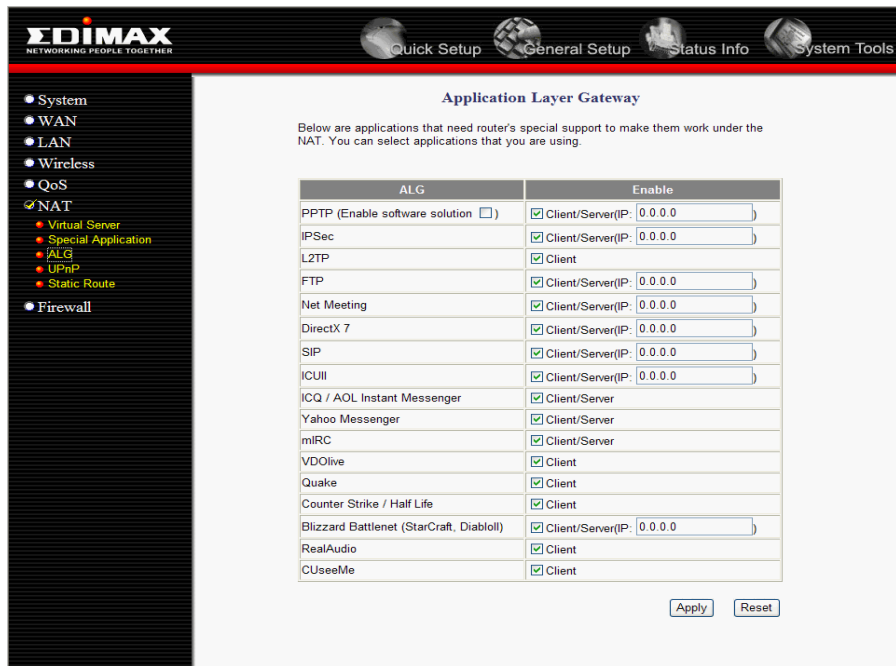 EDIMAX
NETWORKING PEOPLE TOGETHER
Quick Setup General Setup Status Info System Tools
System
WAN
LAN
Wireless
QoS
NAT
Virtual Server
Special Application
ALG
UPnP
Static Route
Firewall
Application Layer Gateway
Below are applications that need router's special support to make them work under the
NAT. You can select applications that you are using.
ALG Enable
PPTP (Enable software solution ) Client/Server(IP: 0.0.0.0 )
IPSec Client/Server(IP: 0.0.0.0 )
L2TP Client
FTP Client/Server(IP: 0.0.0.0 )
Net Meeting Client/Server(IP: 0.0.0.0 )
DirectX 7 Client/Server(IP: 0.0.0.0 )
SIP Client/Server(IP: 0.0.0.0 )
ICUII Client/Server(IP: 0.0.0.0 )
ICQ / AOL Instant Messenger Client/Server
Yahoo Messenger Client/Server
mIRC Client/Server
VDOlive Client
Quake Client
Counter Strike / Half Life Client
Blizzard Battlenet (StarCraft, DiabloII) Client/Server(IP: 0.0.0.0 )
RealAudio Client
CUseeMe Client
Apply Reset